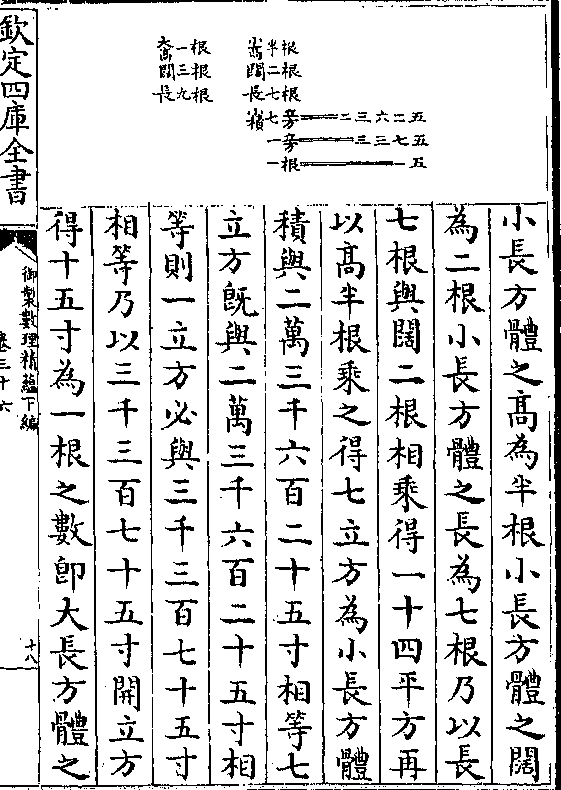 小髙半根
闊二根
長七根
小積七立方══二三六二五
一立方══三三七五
一根══一五
大髙一根
闊三根
長九根
小長方體之髙為半根小長方體之闊
為二根小長方體之長為七根乃以長
七根與闊二根相乘得一十四平方再
以髙半根乘之得七立方為小長方體
積與二萬三千六百二十五寸相等七
立方旣與二萬三千六百二十五寸相
等則一立方必與三千三百七十五寸
相等乃以三千三百七十五寸開立方
得十五寸為一根之數卽大長方體之
欽定四庫全書
御製數理精蘊下編
卷三十六
十八